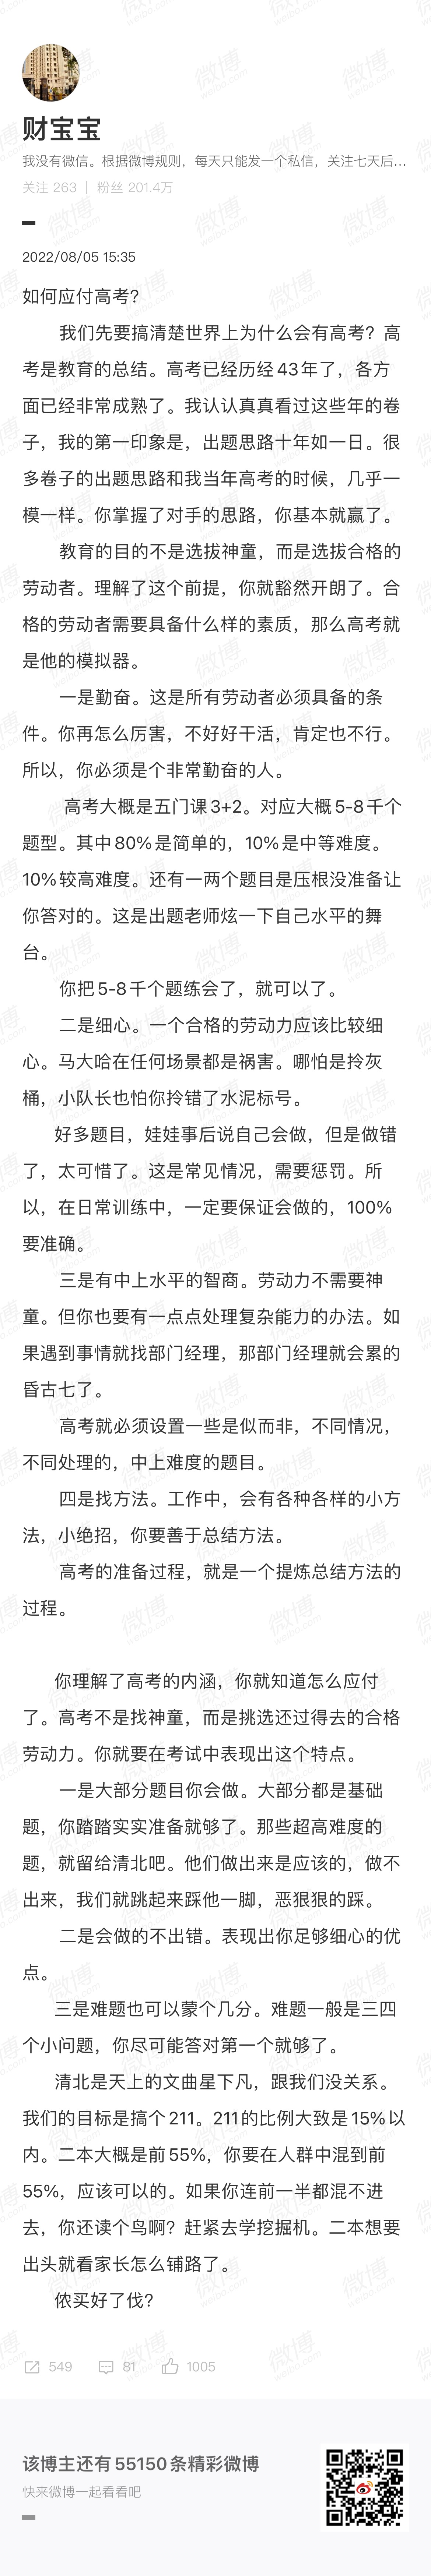 财宝宝
我没有微信。根据微博规则，每天只能发一个私信，关注七天后...
关注 263 | 粉丝 201.4万
2022/08/05 15:35
如何应付高考？
我们先要搞清楚世界上为什么会有高考？高
考是教育的总结。高考已经历经43年了，各方
面已经非常成熟了。我认认真真看过这些年的卷
子，我的第一印象是，出题思路十年如一日。很
多卷子的出题思路和我当年高考的时候，几乎一
模一样。你掌握了对手的思路，你基本就赢了。
教育的目的不是选拔神童，而是选拔合格的
劳动者。理解了这个前提，你就豁然开朗了。合
格的劳动者需要具备什么样的素质，那么高考就
是他的模拟器。
一是勤奋。这是所有劳动者必须具备的条
件。你再怎么厉害，不好好干活，肯定也不行。
所以，你必须是个非常勤奋的人。
高考大概是五门课3+2。对应大概5-8千个
题型。其中80%是简单的，10%是中等难度。
10%较高难度。还有一两个题目是压根没准备让
你答对的。这是出题老师炫一下自己水平的舞
台。
你把5-8千个题练会了，就可以了。
二是细心。一个合格的劳动力应该比较细
心。马大哈在任何场景都是祸害。哪怕是拎灰
桶，小队长也怕你拎错了水泥标号。
好多题目，娃娃事后说自己会做，但是做错
了，太可惜了。这是常见情况，需要惩罚。所
以，在日常训练中，一定要保证会做的，100%
要准确。
三是有中上水平的智商。劳动力不需要神
童。但你也要有一点点处理复杂能力的办法。如
果遇到事情就找部门经理，那部门经理就会累的
昏古七了。
高考就必须设置一些是似而非，不同情况，
不同处理的，中上难度的题目。
四是找方法。工作中，会有各种各样的小方
法，小绝招，你要善于总结方法。
高考的准备过程，就是一个提炼总结方法的
过程。
你理解了高考的内涵，你就知道怎么应付
了。高考不是找神童，而是挑选还过得去的合格
劳动力。你就要在考试中表现出这个特点。
一是大部分题目你会做。大部分都是基础
题，你踏踏实实准备就够了。那些超高难度的
题，就留给清北吧。他们做出来是应该的，做不
出来，我们就跳起来踩他一脚，恶狠狠的踩。
二是会做的不出错。表现出你足够细心的优
点。
三是难题也可以蒙个几分。难题一般是三四
个小问题，你尽可能答对第一个就够了。
清北是天上的文曲星下凡，跟我们没关系。
我们的目标是搞个211。211的比例大致是15%以
内。二本大概是前55%，你要在人群中混到前
55%，应该可以的。如果你连前一半都混不进
去，你还读个鸟啊？赶紧去学挖掘机。二本想要
出头就看家长怎么铺路了。
侬买好了伐？
549 81 1005
该博主还有55150条精彩微博
快来微博一起看看吧